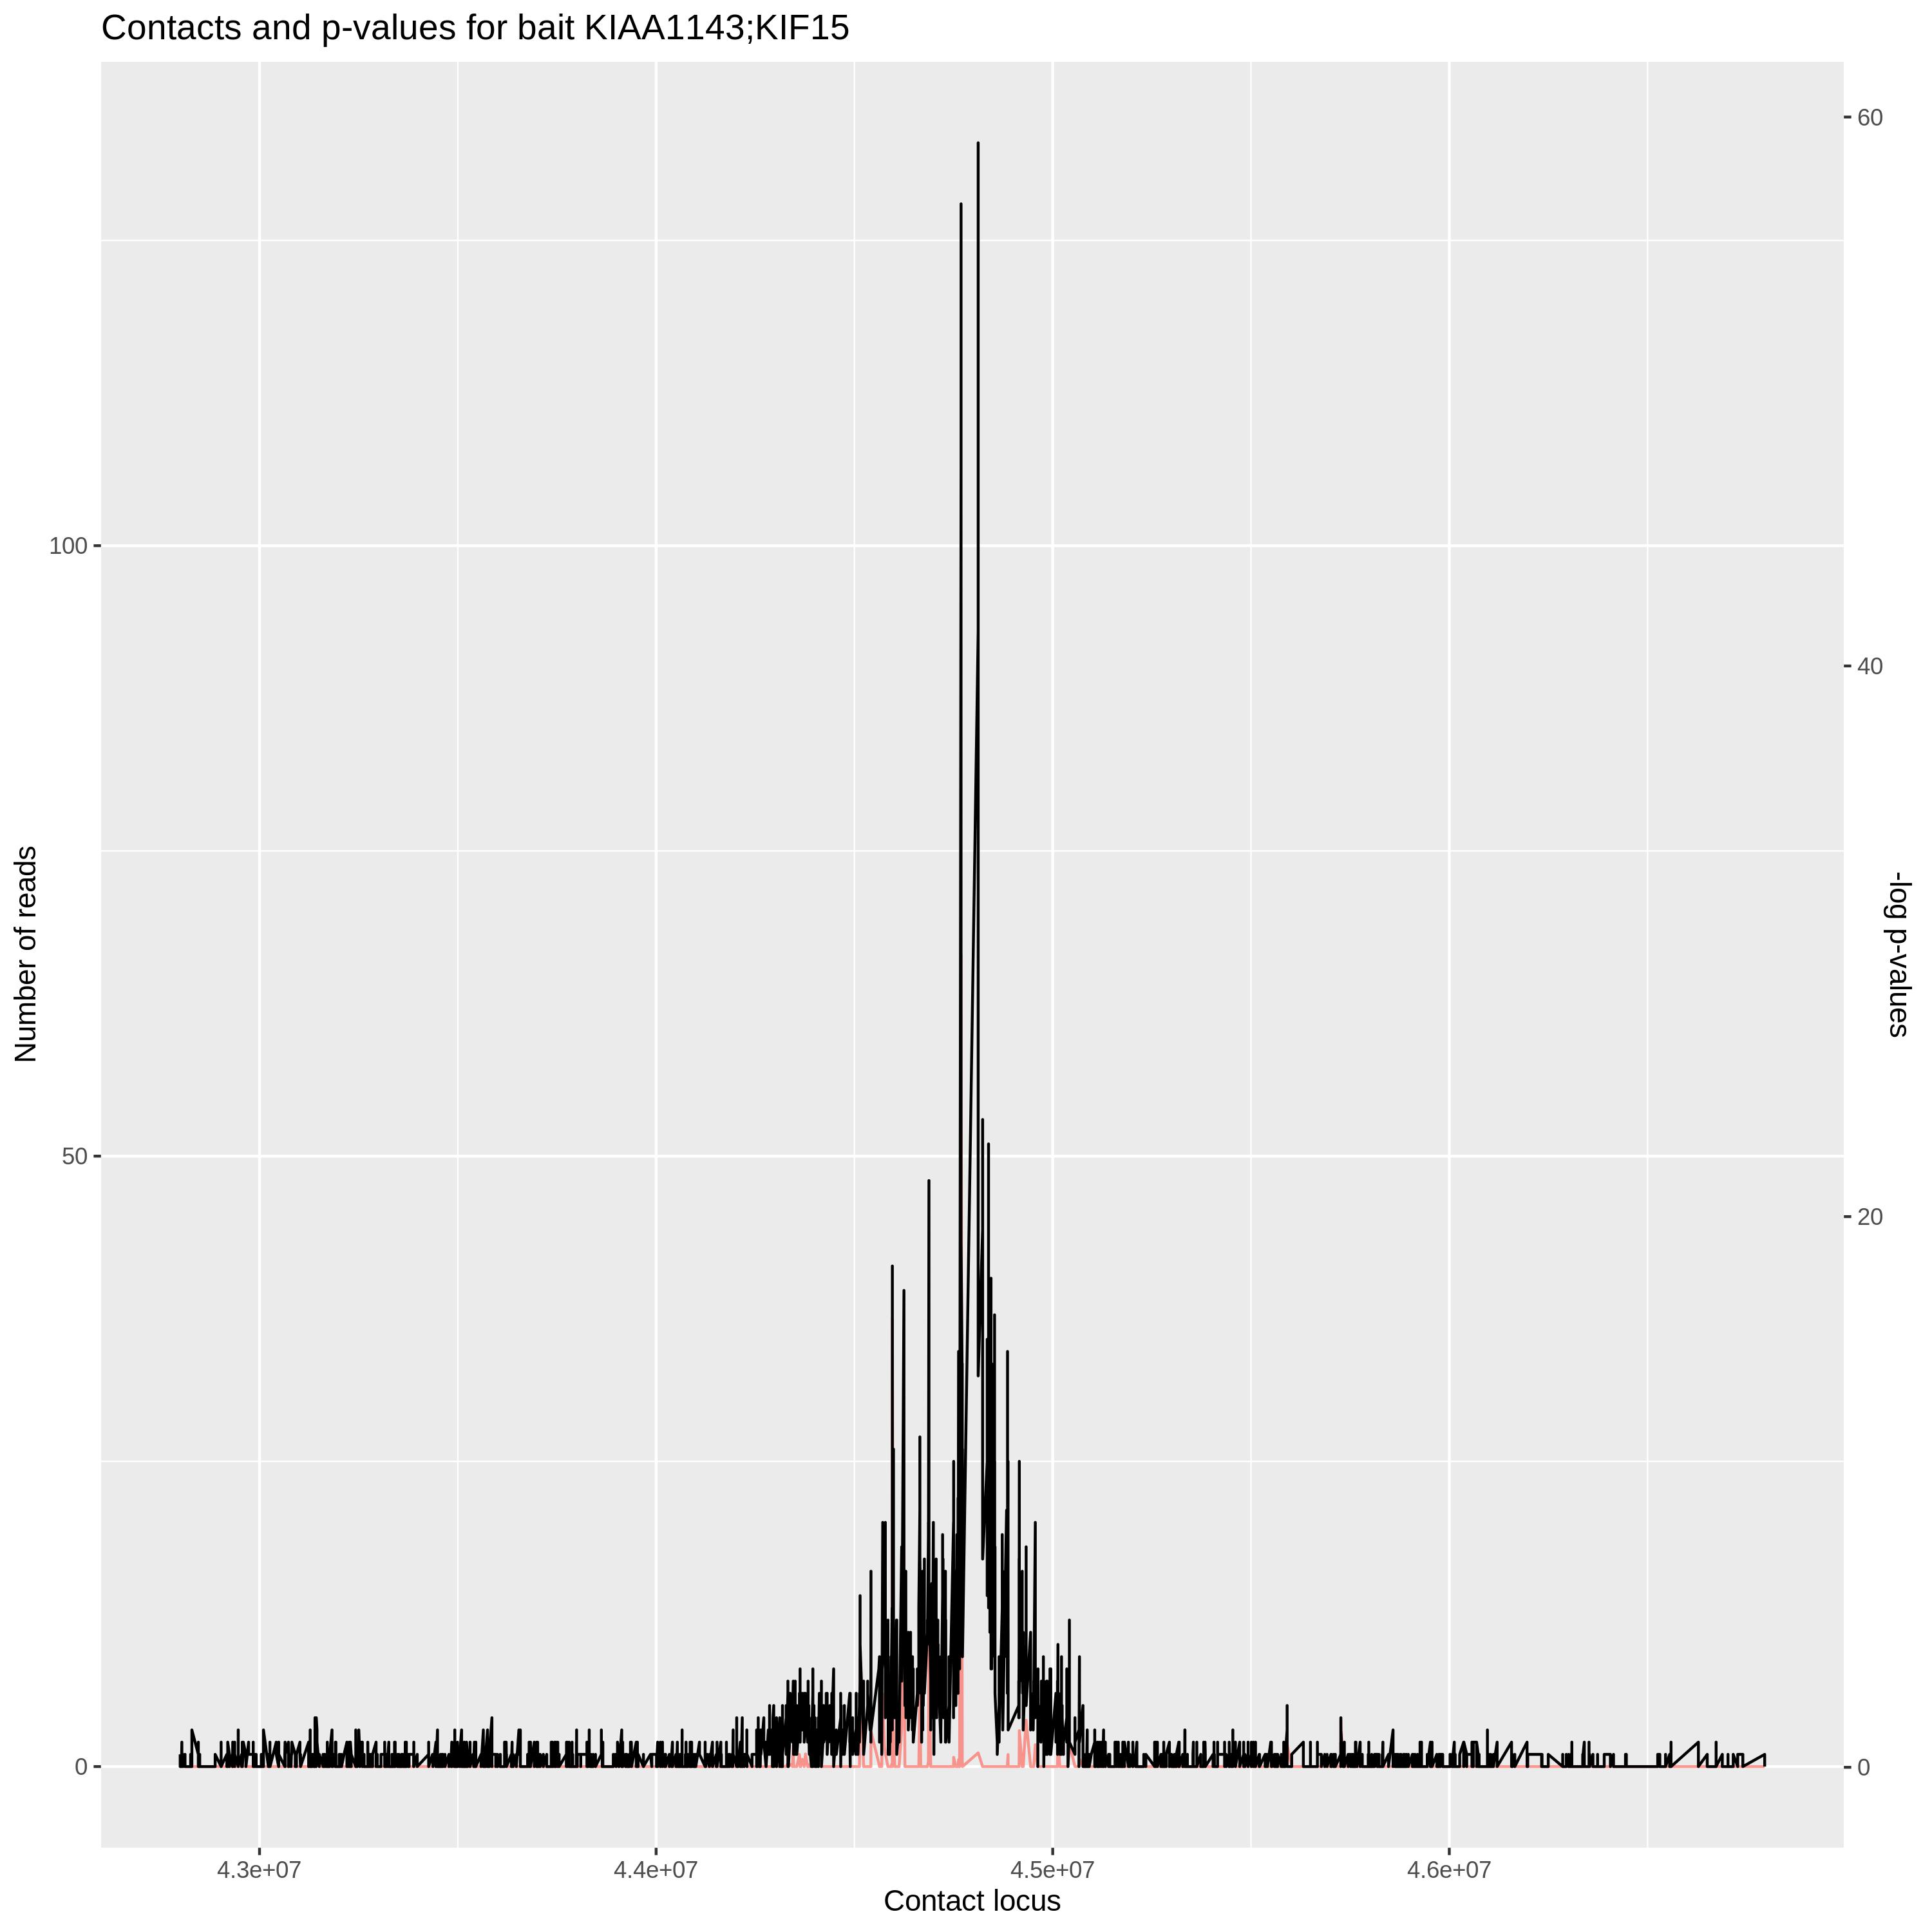 Contacts and p-values for bait KIAA1143;KIF15
Number of reads
100
50
0
60
40
20
0
-log p-values
4.3e+07
4.4e+07
4.5e+07
4.6e+07
Contact locus